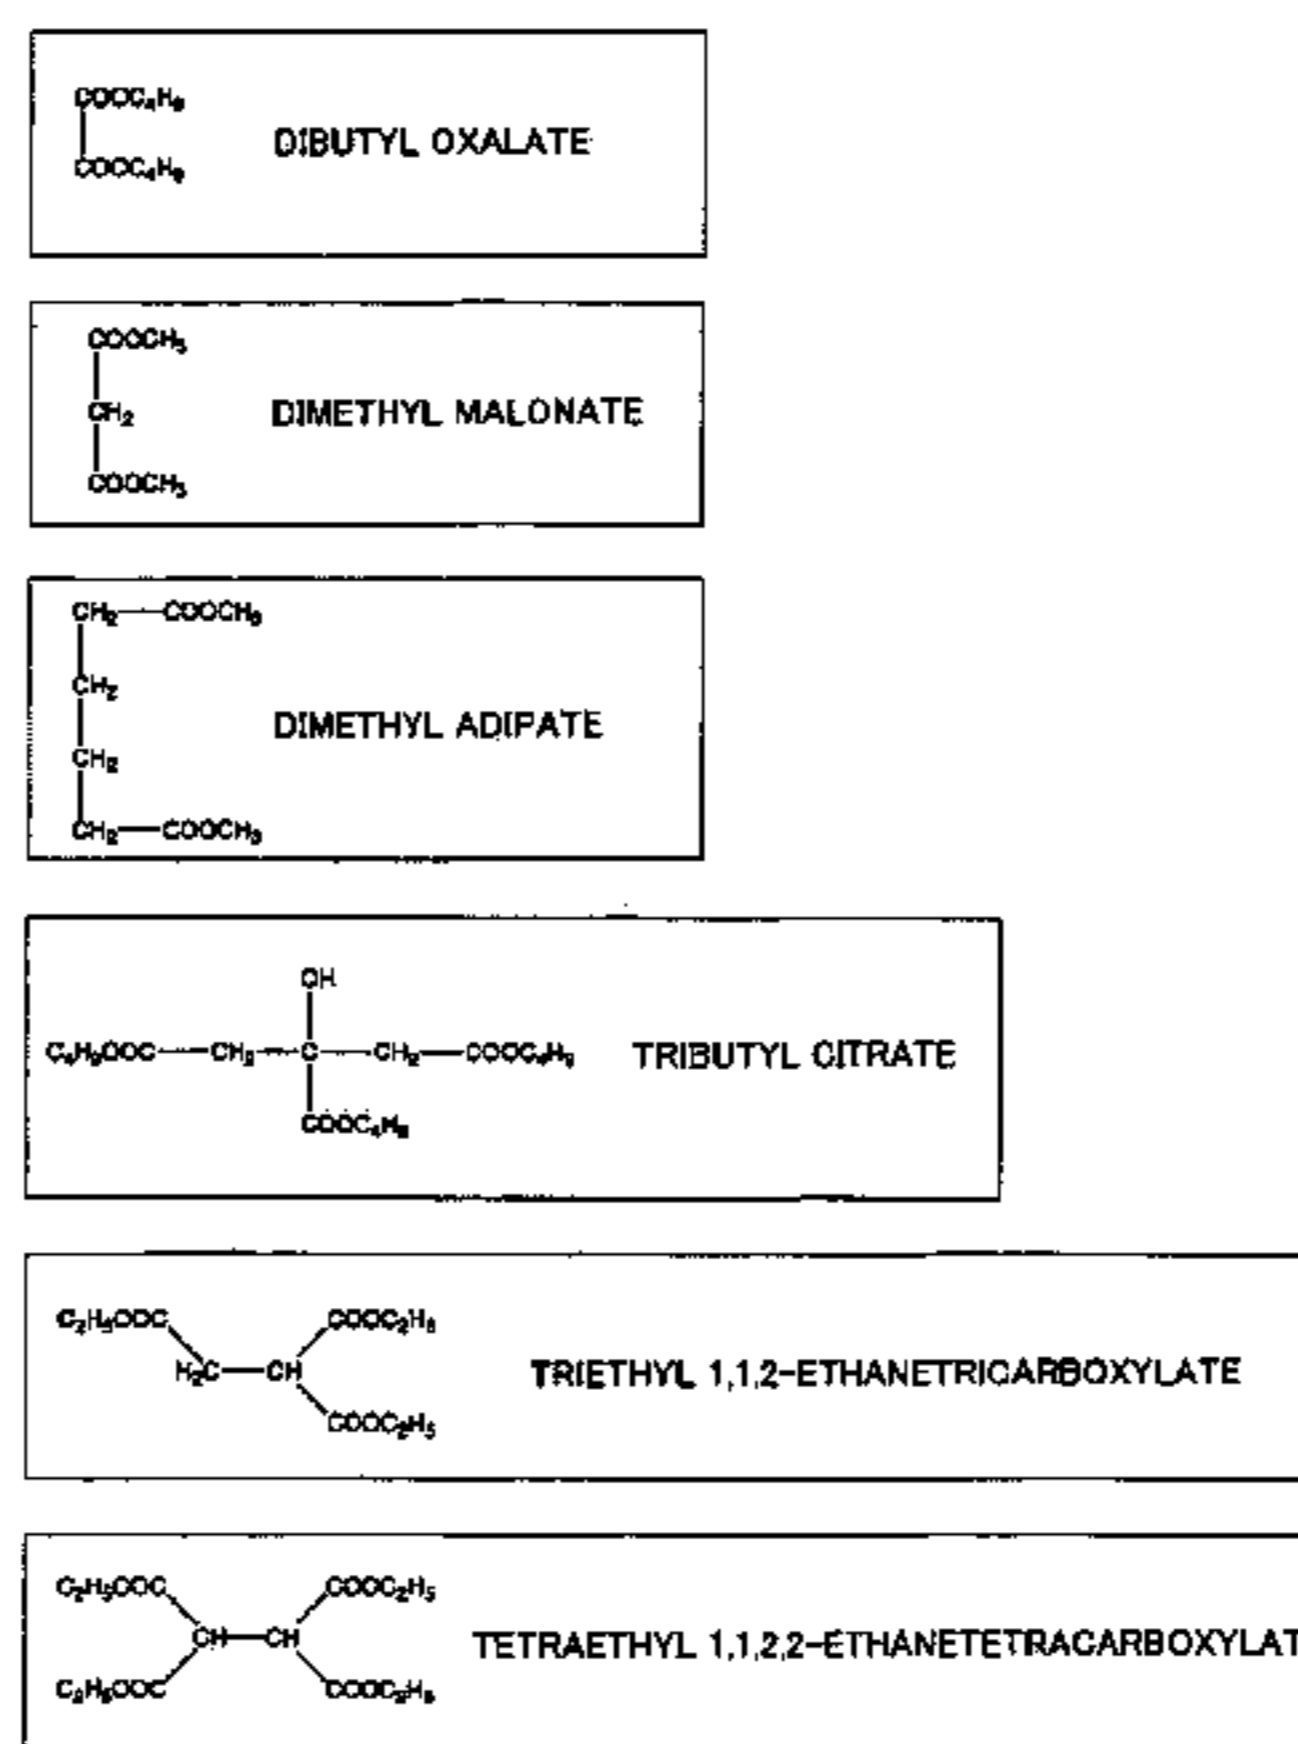 COOC₄H₉
COOC₄H₉
DIBUTYL OXALATE
COOCH₃
CH₂
COOCH₃
DIMETHYL MALONATE
CH₂—COOCH₃
CH₂
CH₂
CH₂—COOCH₃
DIMETHYL ADIPATE
OH
C₄H₉OOC—CH₂—C—CH₂—COOC₄H₉
COOC₄H₉
TRIBUTYL CITRATE
C₂H₅OOC COOC₂H₅
H₂C—CH
COOC₂H₅
TRIETHYL 1,1,2-ETHANETRICARBOXYLATE
C₂H₅OOC COOC₂H₅
CH—CH
C₂H₅OOC COOC₂H₅
TETRAETHYL 1,1,2,2-ETHANETETRACARBOXYLAT